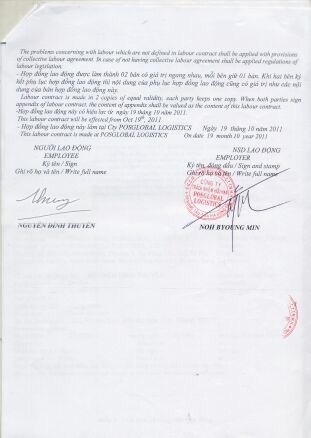 The problems concerning with labour which are not defined in labour contract shall be applied with provisions
of collective labour agreement. In case of not having collective labour agreement shall be applied regulations of
labour legislation.
- Hợp đồng lao động được làm thành 02 bản có giá trị ngang nhau, mỗi bên giữ 01 bản. Khi hai bên ký
kết phụ lục hợp đồng lao động thì nội dung của phụ lục hợp đồng lao động cũng có giá trị như các nội
dung của bản hợp đồng lao động này.
Labour contract is made in 2 copies of equal validity, each party keeps one copy. When both parties sign
appendix of labour contract, the content of appendix shall be valued as the content of this labour contract.
-Hợp đồng lao động này có hiệu lực từ ngày 19 tháng 10 năm 2011.
This labour contract will be effected from Oct 19th, 2011.
- Hợp đồng lao động này làm tại Cty POSGLOBAL LOGISTICS Ngày 19 tháng 10 năm 2011
This labour contract is made at POSGLOBAL LOGISTICS On date 19 month 10 year 2011
NGƯỜI LAO ĐỘNG NSD LAO ĐỘNG
EMPLOYEE EMPLOYER
Ký tên / Sign Ký tên, đóng dấu / Sign and stamp
Ghi rõ họ và tên / Write full name Ghi rõ họ và tên / Write full name
CÔNG TY
TRÁCH NHIỆM HỮU HẠN
POSGLOBAL
LOGISTICS
NGUYỄN ĐÌNH THUYÊN NOH BYOUNG MIN